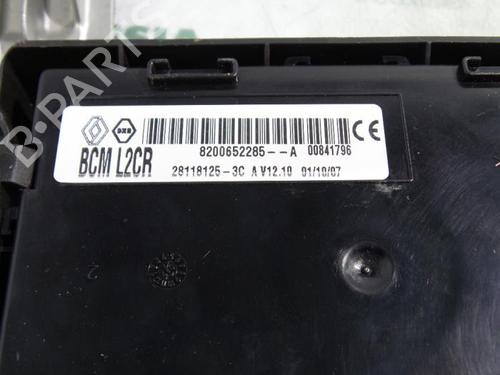 B-PARTS
8200652285--A 00841796
BCM L2CR 28118125-3C A V12.10 01/10/07
2